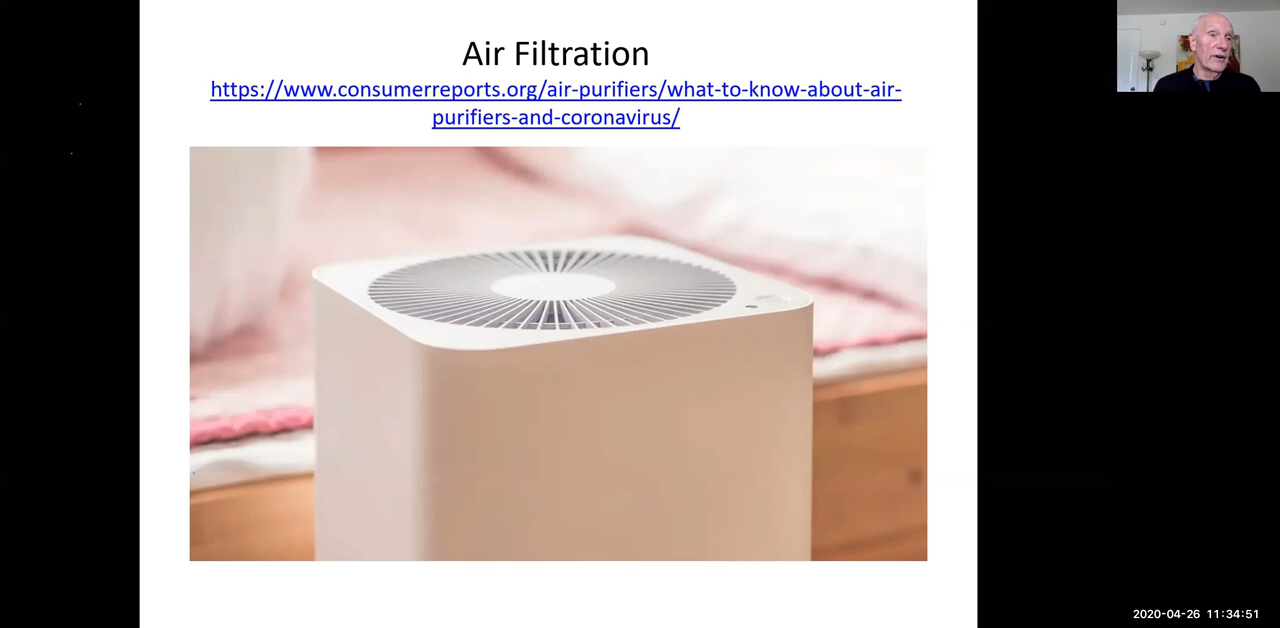 Air Filtration
https://www.consumerreports.org/air-purifiers/what-to-know-about-air-
purifiers-and-coronavirus/
2020-04-26 11:34:51